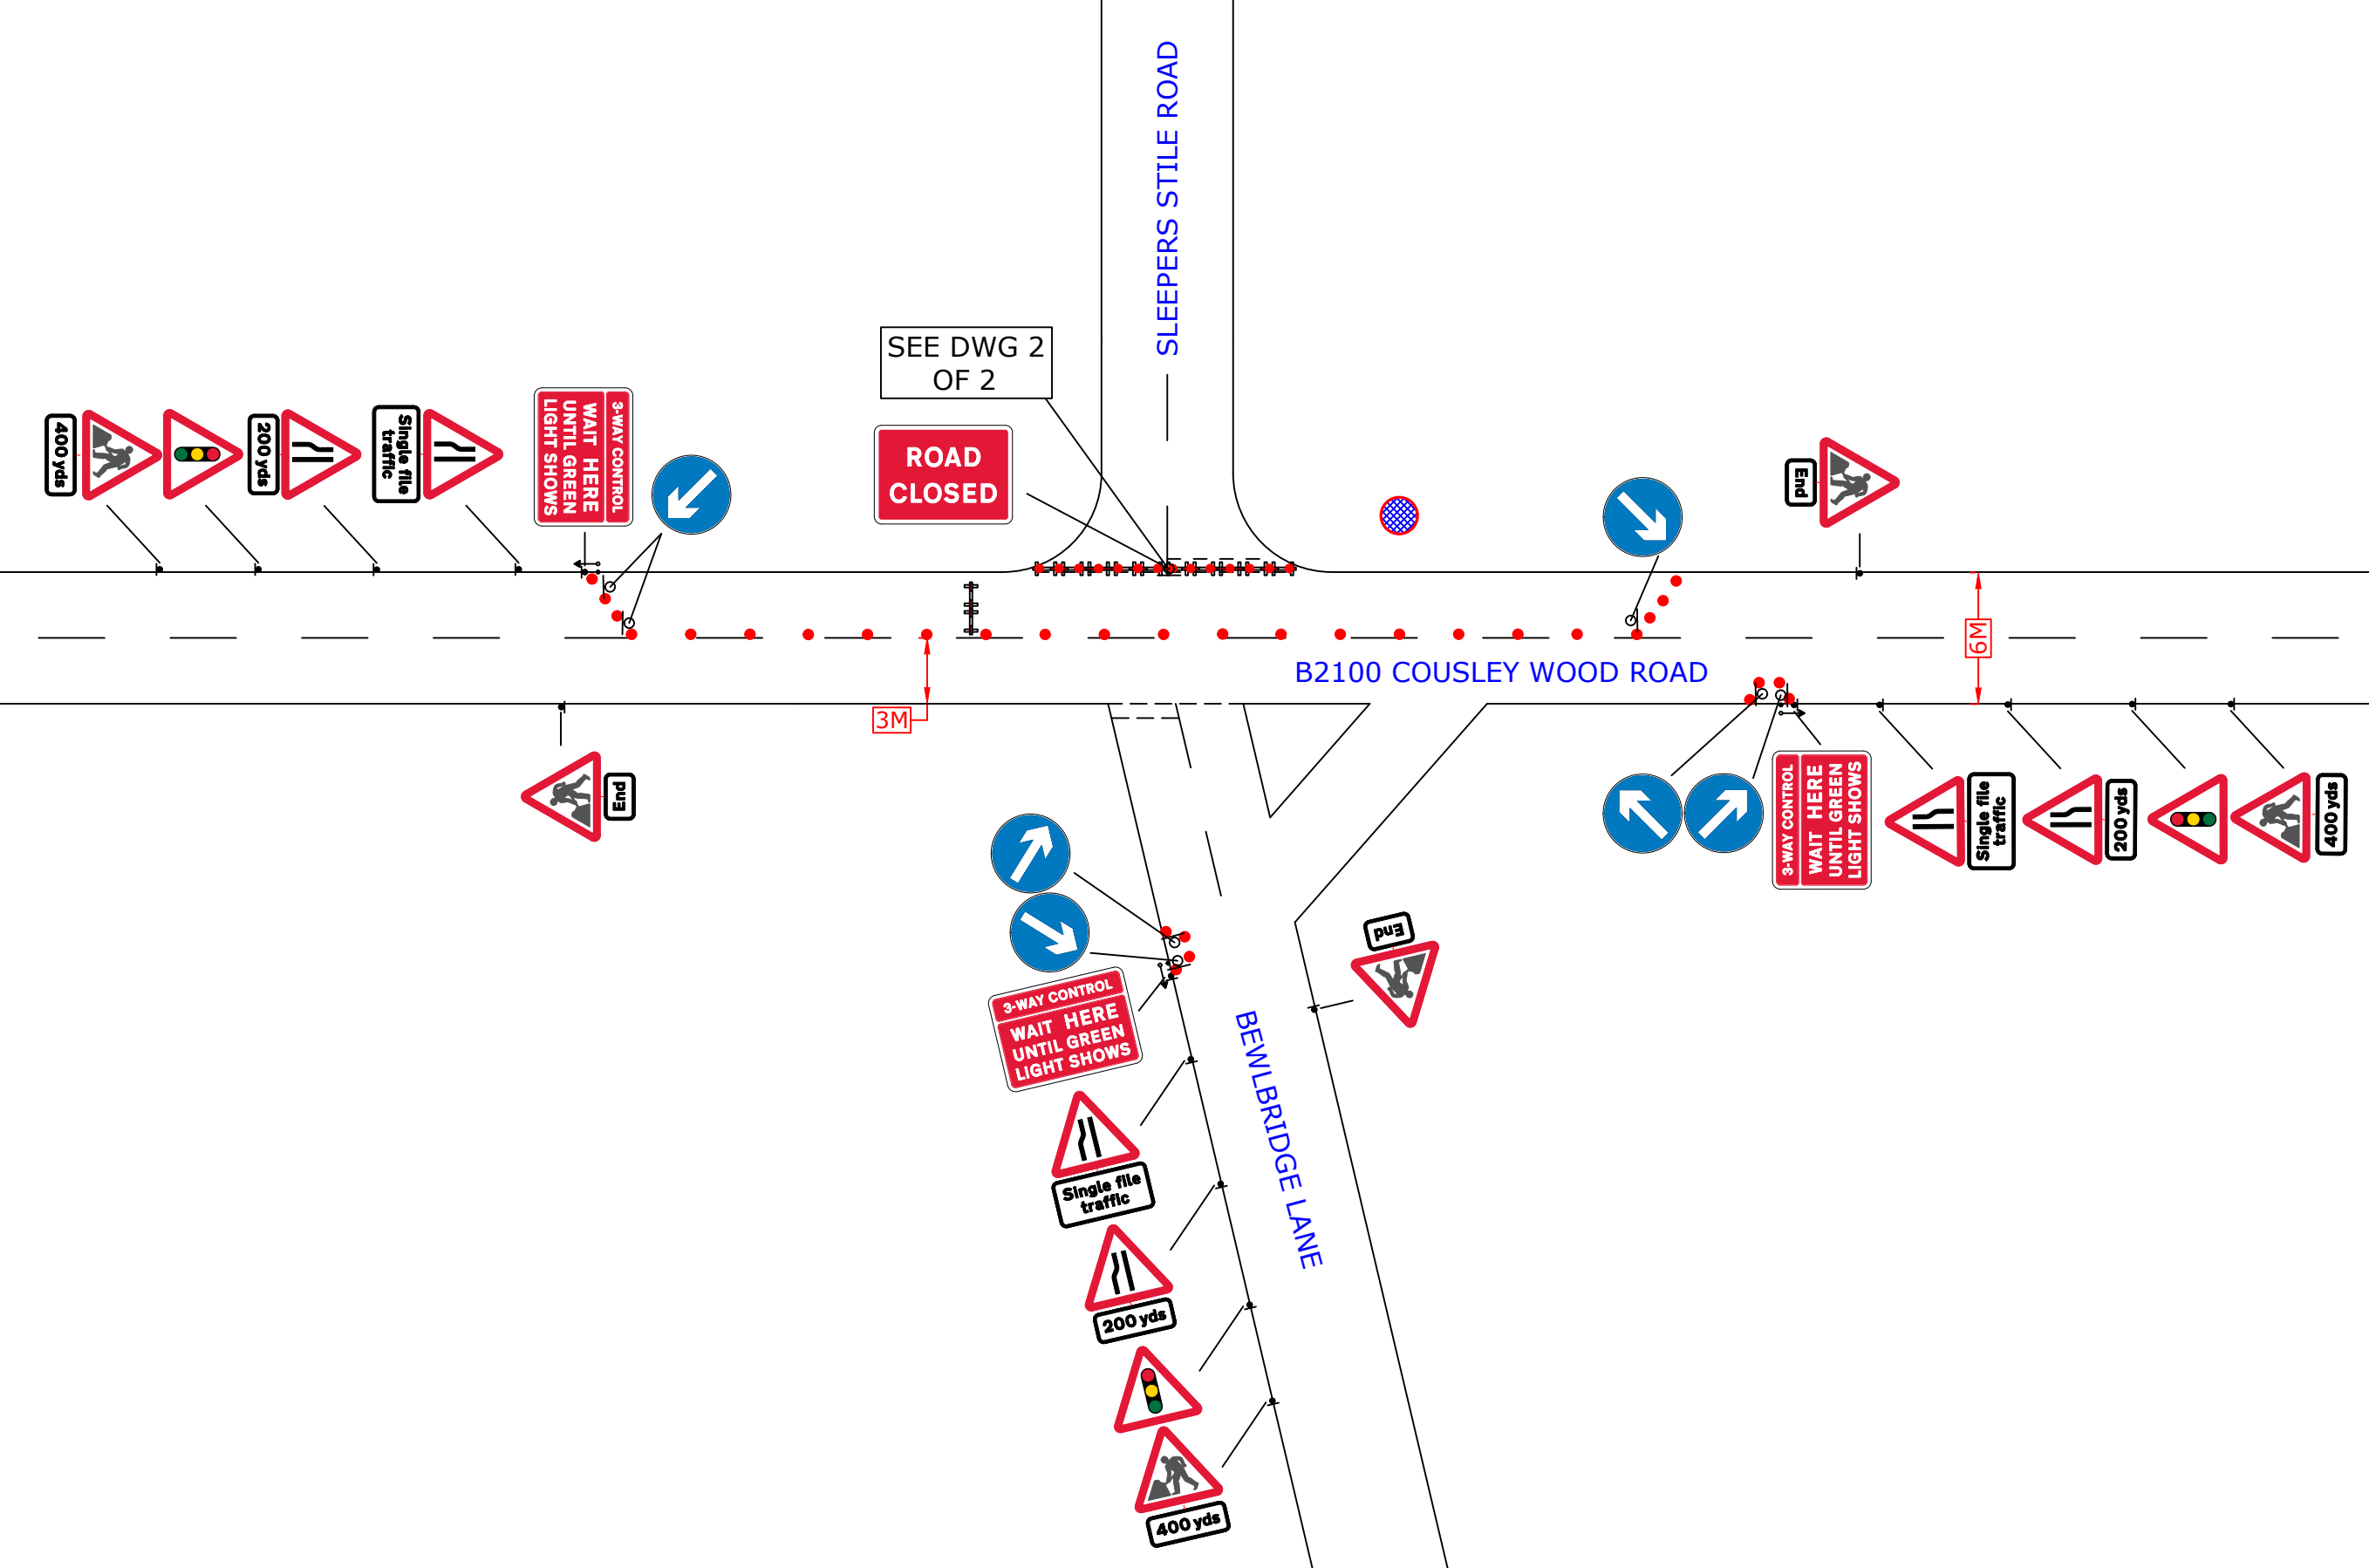 SLEEPERS STILE ROAD
SEE DWG 2
OF 2
ROAD
CLOSED
400 yds
200 yds
Single file
traffic
3-WAY CONTROL
WAIT HERE
UNTIL GREEN
LIGHT SHOWS
End
B2100 COUSLEY WOOD ROAD
6M
3M
End
3-WAY CONTROL
WAIT HERE
UNTIL GREEN
LIGHT SHOWS
Single file
traffic
200 yds
400 yds
End
3-WAY CONTROL
WAIT HERE
UNTIL GREEN
LIGHT SHOWS
BEWLBRIDGE LANE
Single file
traffic
200 yds
400 yds